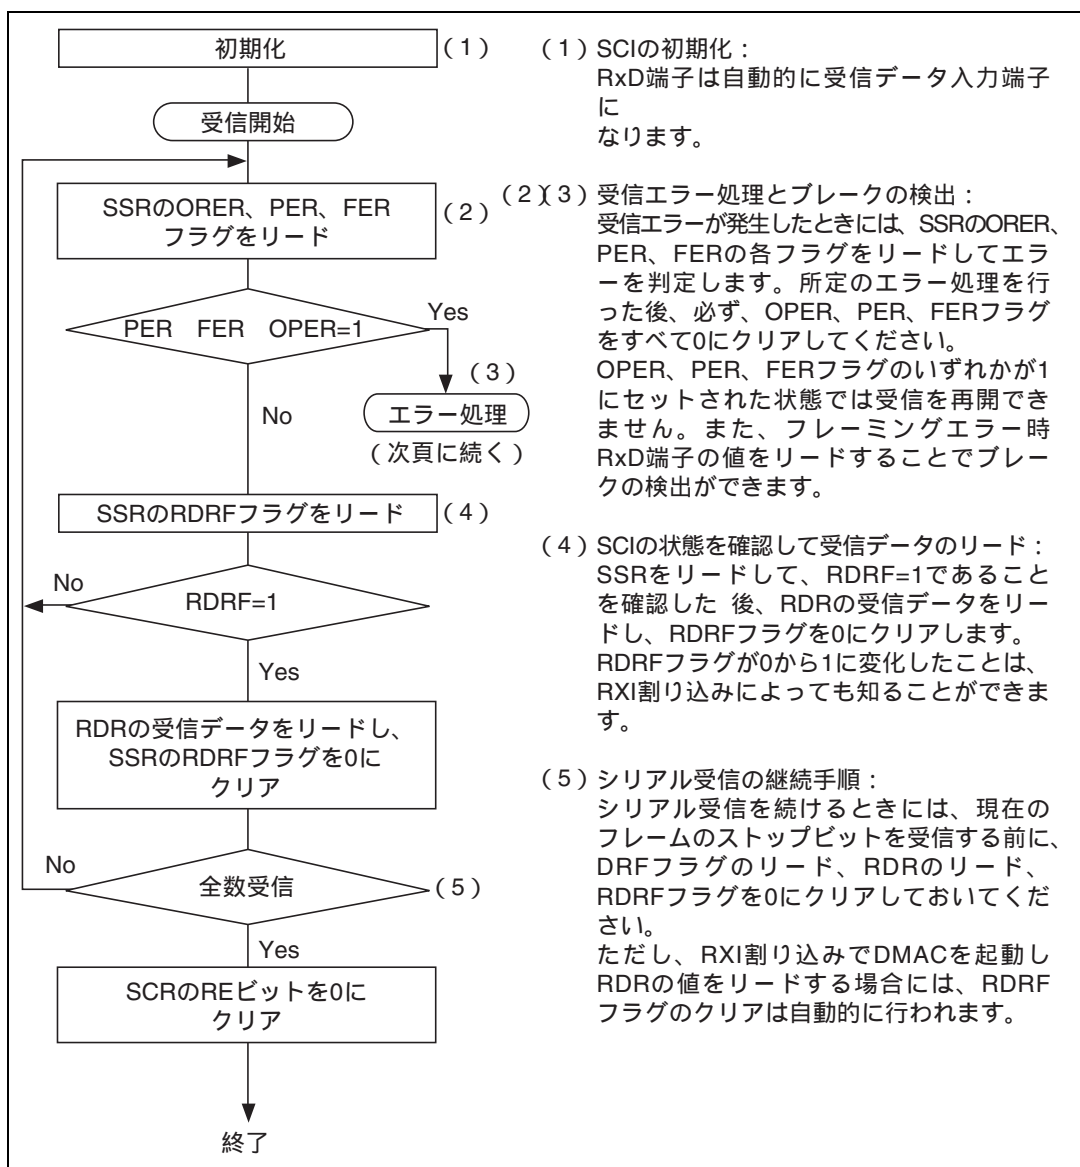 初期化
(1)
受信開始
SSRのORER、PER、FER
フラグをリード
(2)
PER FER OPER=1
Yes
(3)
No
エラー処理
(次頁に続く)
SSRのRDRFフラグをリード
(4)
No
RDRF=1
Yes
RDRの受信データをリードし、
SSRのRDRFフラグを0に
クリア
No
全数受信
(5)
Yes
SCRのREビットを0に
クリア
終了
(1)SCIの初期化:
RxD端子は自動的に受信データ入力端子
に
なります。
(2)(3)受信エラー処理とブレークの検出:
受信エラーが発生したときには、SSRのORER、
PER、FERの各フラグをリードしてエラ
ーを判定します。所定のエラー処理を行
った後、必ず、OPER、PER、FERフラグ
をすべて0にクリアしてください。
OPER、PER、FERフラグのいずれかが1
にセットされた状態では受信を再開でき
ません。また、フレーミングエラー時
RxD端子の値をリードすることでブレー
クの検出ができます。
(4)SCIの状態を確認して受信データのリード:
SSRをリードして、RDRF=1であること
を確認した 後、RDRの受信データをリー
ドし、RDRFフラグを0にクリアします。
RDRFフラグが0から1に変化したことは、
RXI割り込みによっても知ることができま
す。
(5)シリアル受信の継続手順:
シリアル受信を続けるときには、現在の
フレームのストップビットを受信する前に、
DRFフラグのリード、RDRのリード、
RDRFフラグを0にクリアしておいてくだ
さい。
ただし、RXI割り込みでDMACを起動し
RDRの値をリードする場合には、RDRF
フラグのクリアは自動的に行われます。